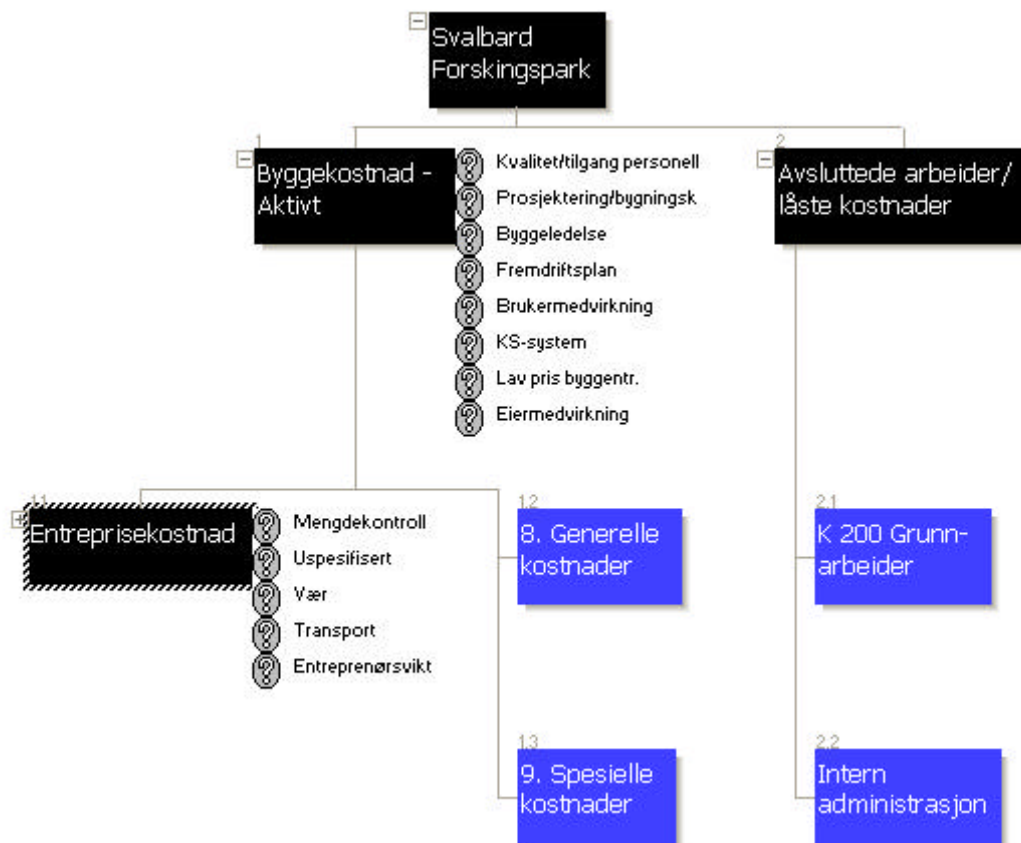 Svalbard
Forskingspark
1
Byggekostnad -
Aktivt
Kvalitet/tilgang personell
Prosjektering/bygningsk
Byggeledelse
Fremdriftsplan
Brukermedvirkning
KS-system
Lav pris byggentr.
Eiermedvirkning
2
Avsluttede arbeider/
låste kostnader
1.1
Entreprisekostnad
Mengdekontroll
Uspesifisert
Vær
Transport
Entreprenørsvikt
1.2
8. Generelle
kostnader
2.1
K 200 Grunn-
arbeider
1.3
9. Spesielle
kostnader
2.2
Intern
administrasjon